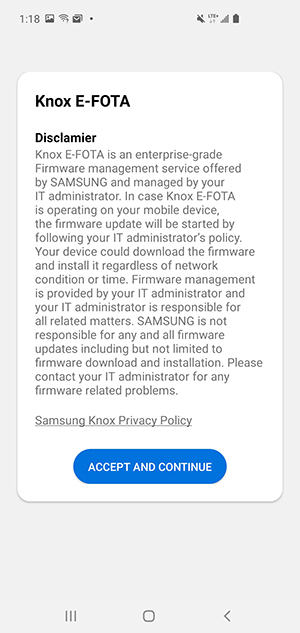 1:18
LTE+
Knox E-FOTA
Disclamier
Knox E-FOTA is an enterprise-grade
Firmware management service offered
by SAMSUNG and managed by your
IT administrator. In case Knox E-FOTA
is operating on your mobile device,
the firmware update will be started by
following your IT administrator's policy.
Your device could download the firmware
and install it regardless of network
condition or time. Firmware management
is provided by your IT administrator and
your IT administrator is responsible for
all related matters. SAMSUNG is not
responsible for any and all firmware
updates including but not limited to
firmware download and installation. Please
contact your IT administrator for any
firmware related problems.
Samsung Knox Privacy Policy
ACCEPT AND CONTINUE